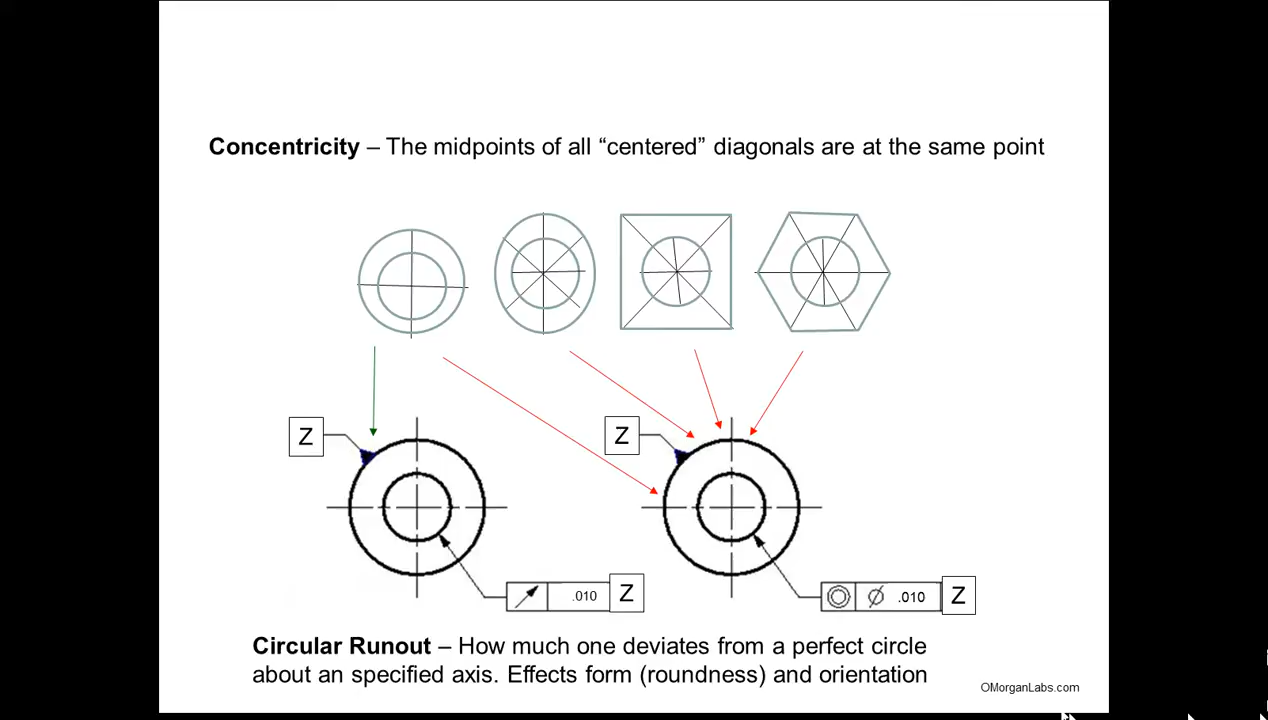 Concentricity – The midpoints of all “centered” diagonals are at the same point
Z
Z
.010 Z
⌀ .010 Z
Circular Runout – How much one deviates from a perfect circle
about an specified axis. Effects form (roundness) and orientation
OMorganLabs.com